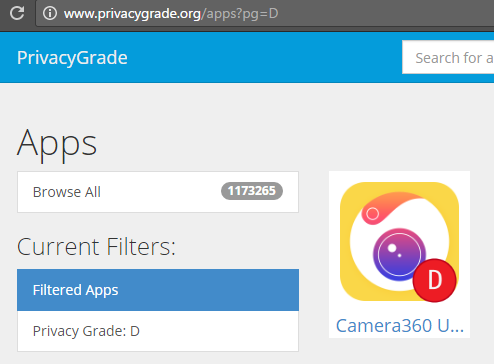 www.privacygrade.org/apps?pg=D
PrivacyGrade
Search for a
Apps
Browse All 1173265
Current Filters:
Filtered Apps
Privacy Grade: D
D
Camera360 U...